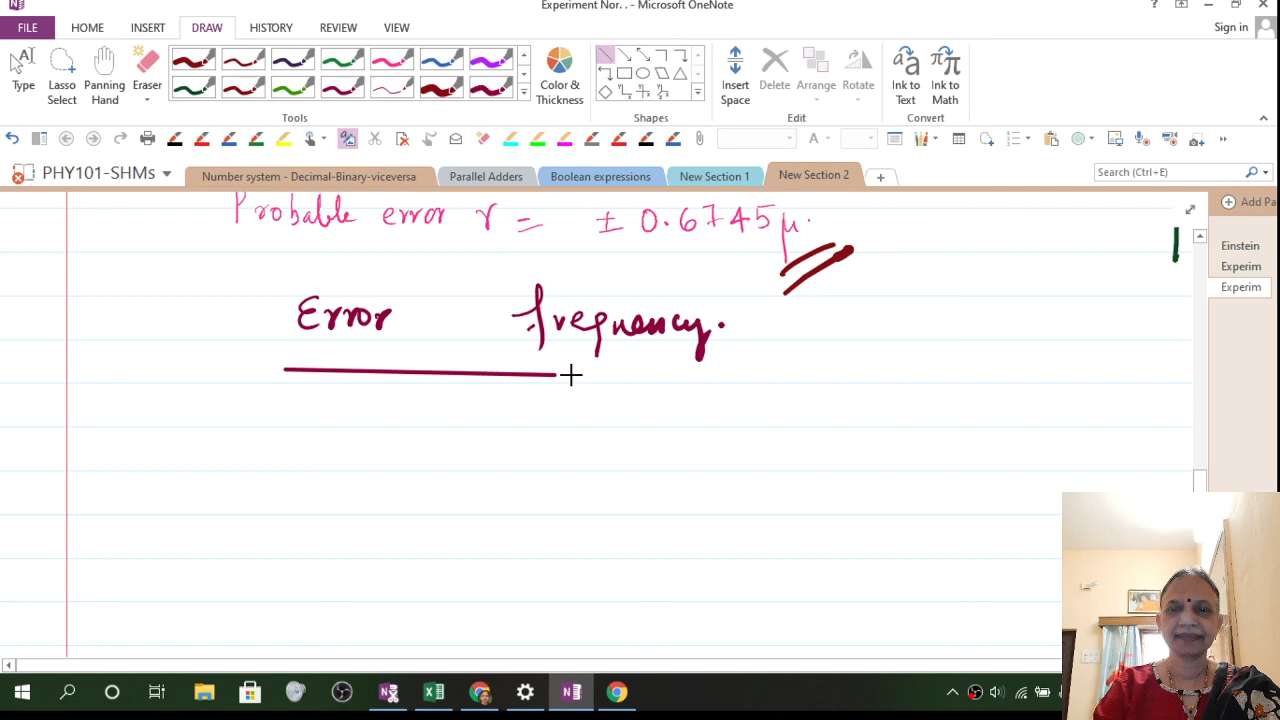 Experiment Nor. . - Microsoft OneNote
?
FILE HOME INSERT DRAW HISTORY REVIEW VIEW
Sign in
Type
Lasso Select
Panning Hand
Eraser
Color & Thickness
Insert Space
Delete
Arrange
Rotate
Ink to Text
Ink to Math
Tools
Shapes
Edit
Convert
PHY101-SHMs
Number system - Decimal-Binary-viceversa
Parallel Adders
Boolean expressions
New Section 1
New Section 2
Search (Ctrl+E)
Add Pa
Einstein
Experim
Experim
Probable error r = ± 0.6745μ.
Error frequency.